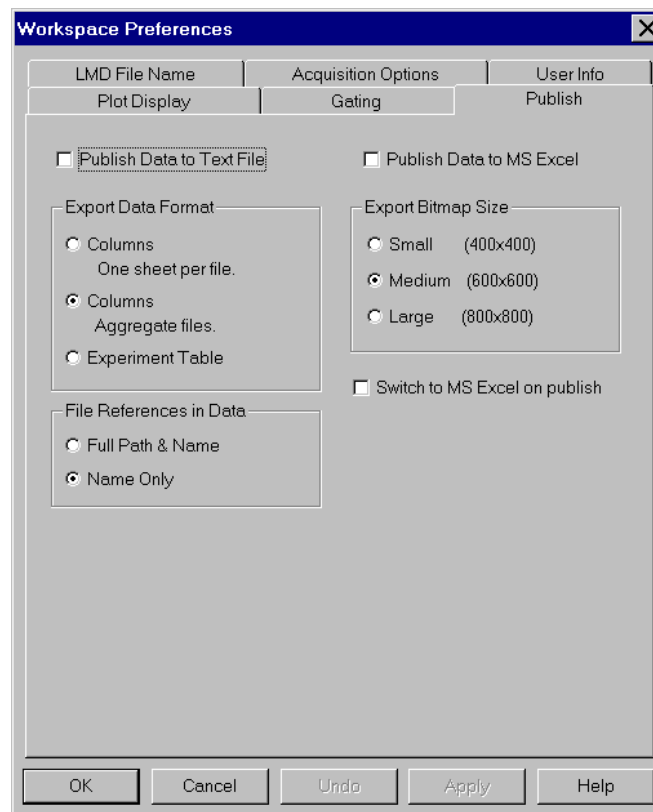 Workspace Preferences
LMD File Name
Acquisition Options
User Info
Plot Display
Gating
Publish
Publish Data to Text File
Publish Data to MS Excel
Export Data Format
Columns
One sheet per file.
Columns
Aggregate files.
Experiment Table
Export Bitmap Size
Small (400x400)
Medium (600x600)
Large (800x800)
Switch to MS Excel on publish
File References in Data
Full Path & Name
Name Only
OK
Cancel
Undo
Apply
Help